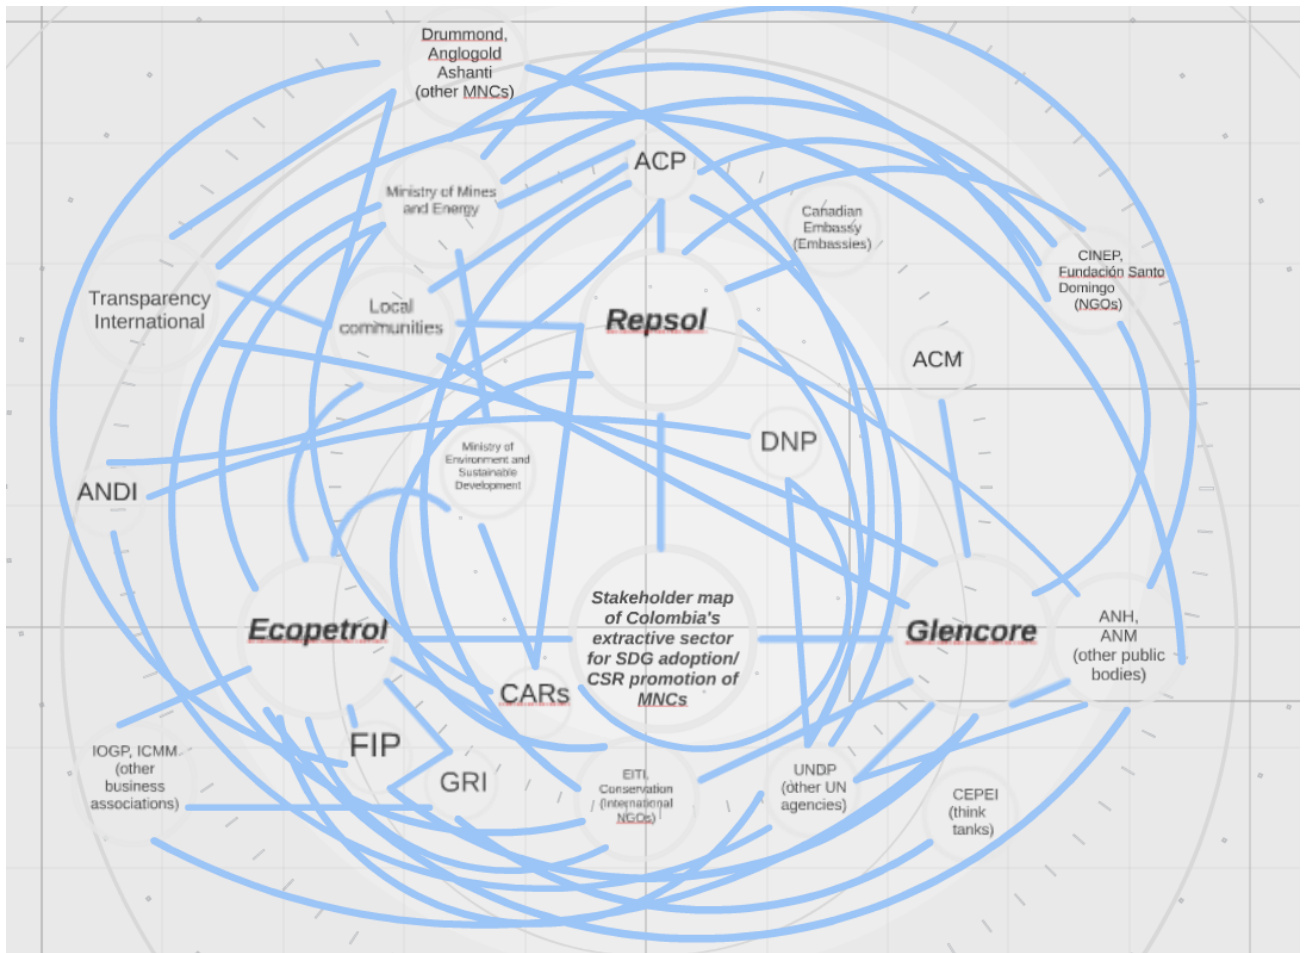 Drummond,
Anglogold
Ashanti
(other MNCs)
ACP
Ministry of Mines
and Energy
Canadian
Embassy
(Embassies)
CINEP,
Fundación Santo
Domingo
(NGOs)
Transparency
International
Local
communities
Repsol
ACM
DNP
Ministry of
Environment and
Sustainable
Development
ANDI
Stakeholder map
of Colombia's
extractive sector
for SDG adoption/
CSR promotion of
MNCs
Ecopetrol
Glencore
ANH,
ANM
(other public
bodies)
CARs
FIP
IOGP, ICMM
(other
business
associations)
GRI
EITI,
Conservation
(International
NGOs)
UNDP
(other UN
agencies)
CEPEI
(think
tanks)